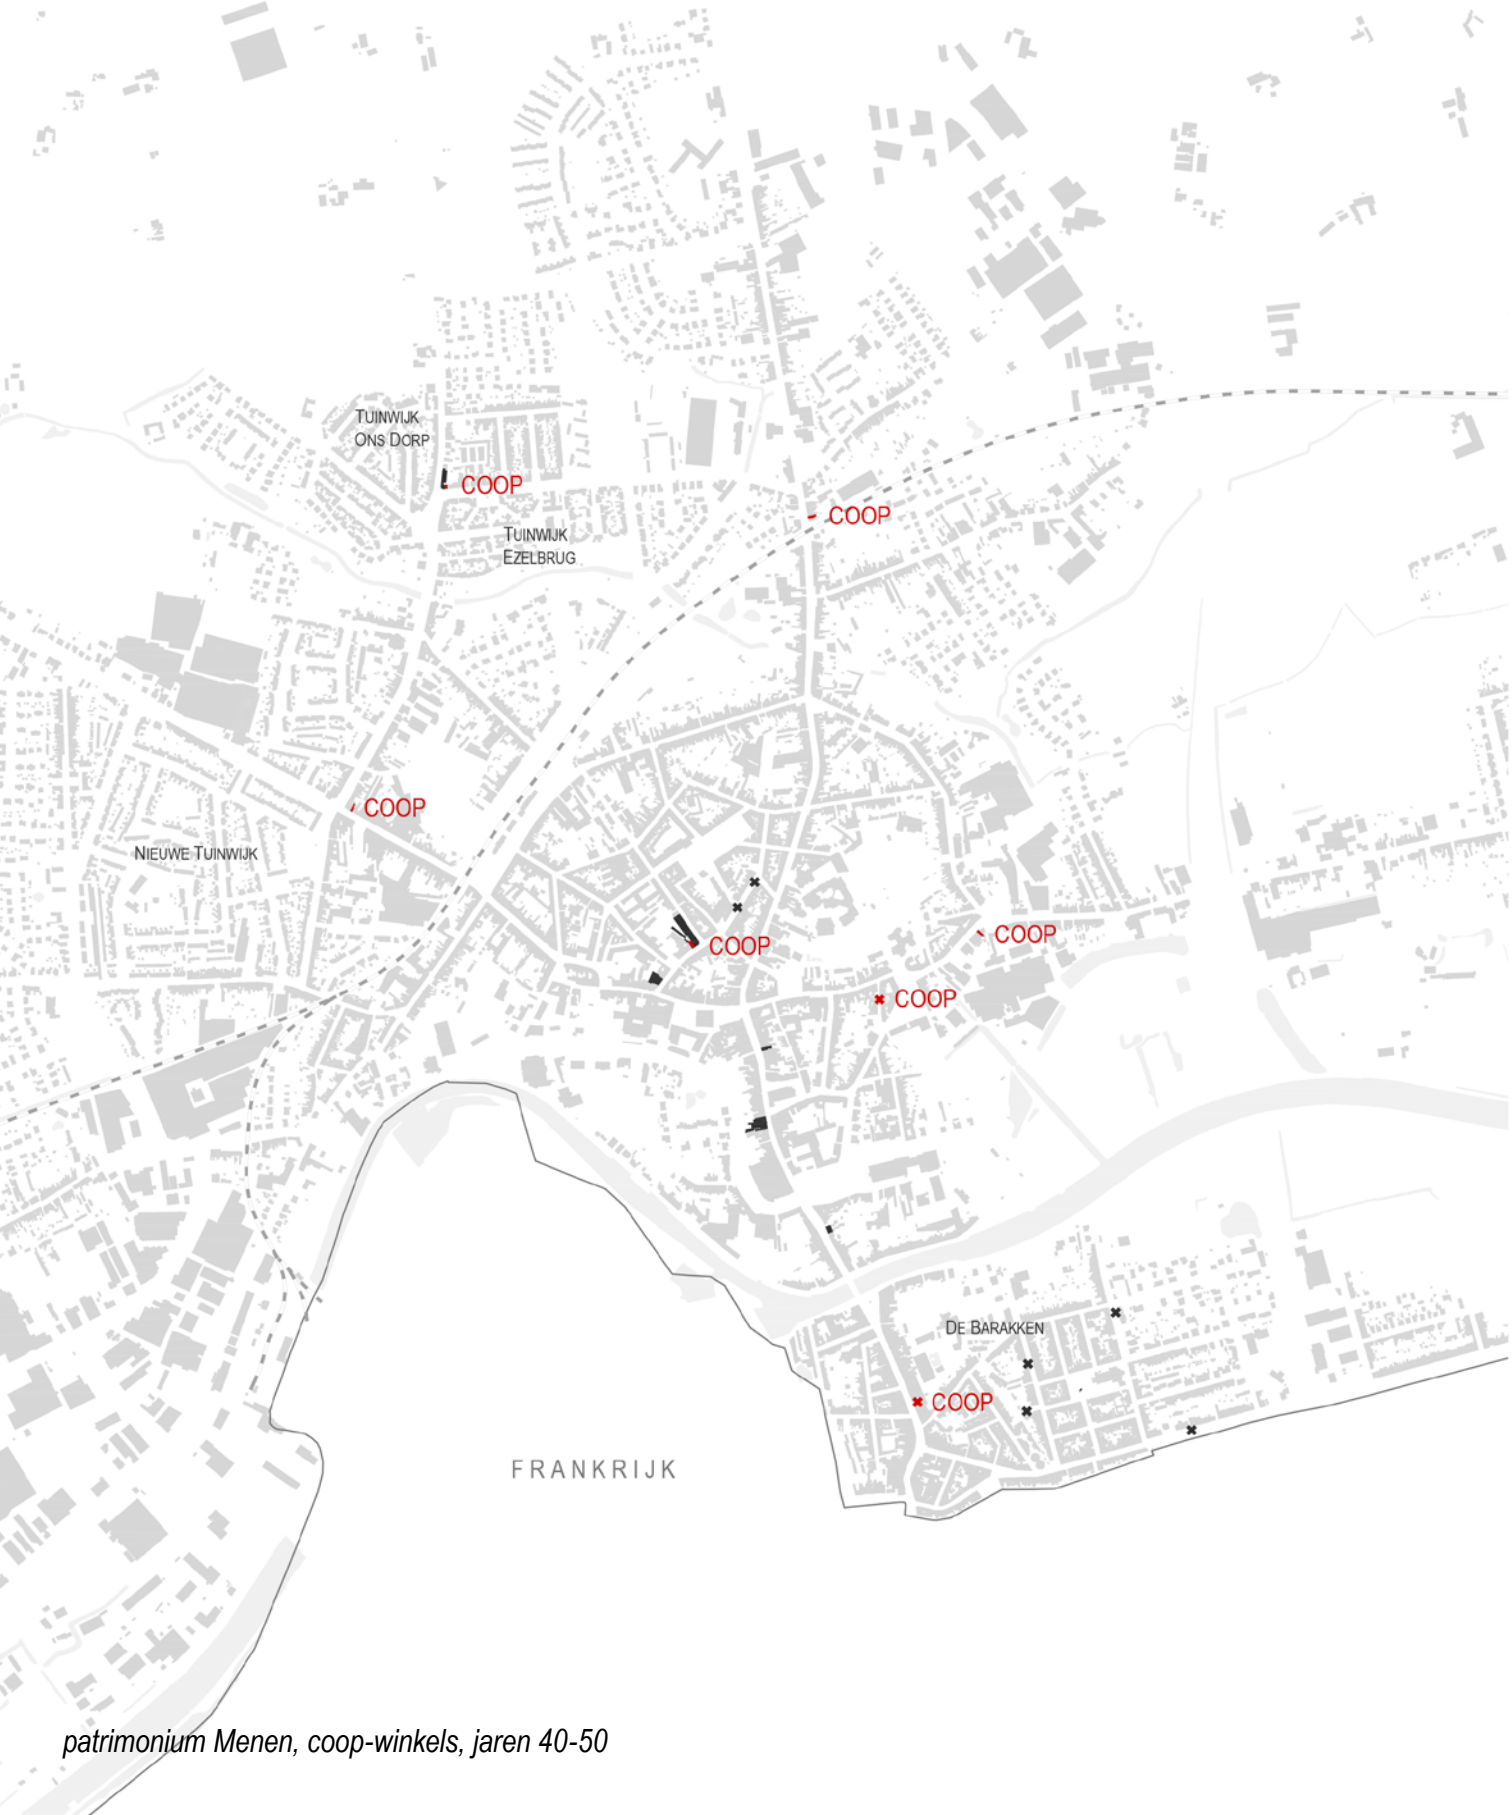 TUINWIJK
ONS DORP
COOP
COOP
TUINWIJK
EZELBRUG
COOP
NIEUWE TUINWIJK
COOP
COOP
COOP
DE BARAKKEN
COOP
FRANKRIJK
patrimonium Menen, coop-winkels, jaren 40-50